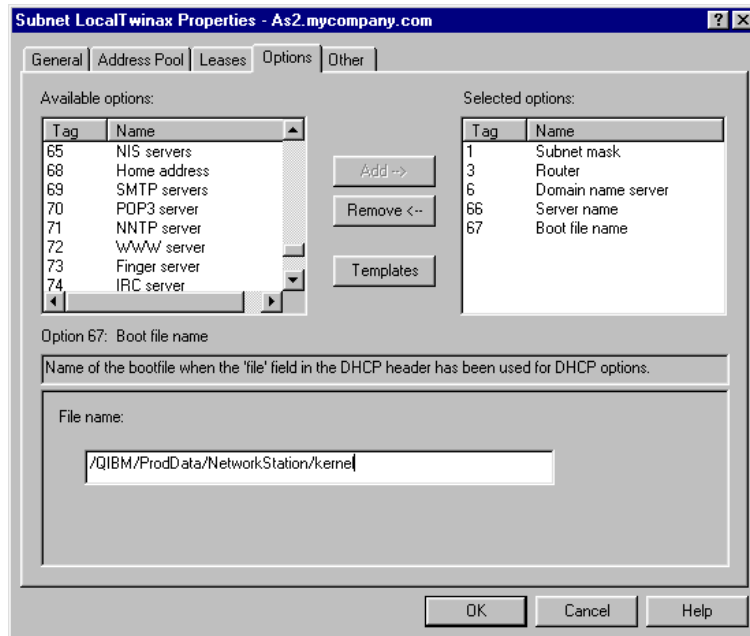 Subnet LocalTwinax Properties - As2.mycompany.com
General Address Pool Leases Options Other
Available options:
Tag Name
65 NIS servers
68 Home address
69 SMTP servers
70 POP3 server
71 NNTP server
72 WWW server
73 Finger server
74 IRC server
Add -->
Remove <--
Templates
Selected options:
Tag Name
1 Subnet mask
3 Router
6 Domain name server
66 Server name
67 Boot file name
Option 67: Boot file name
Name of the bootfile when the 'file' field in the DHCP header has been used for DHCP options.
File name:
/QIBM/ProdData/NetworkStation/kernel
OK Cancel Help